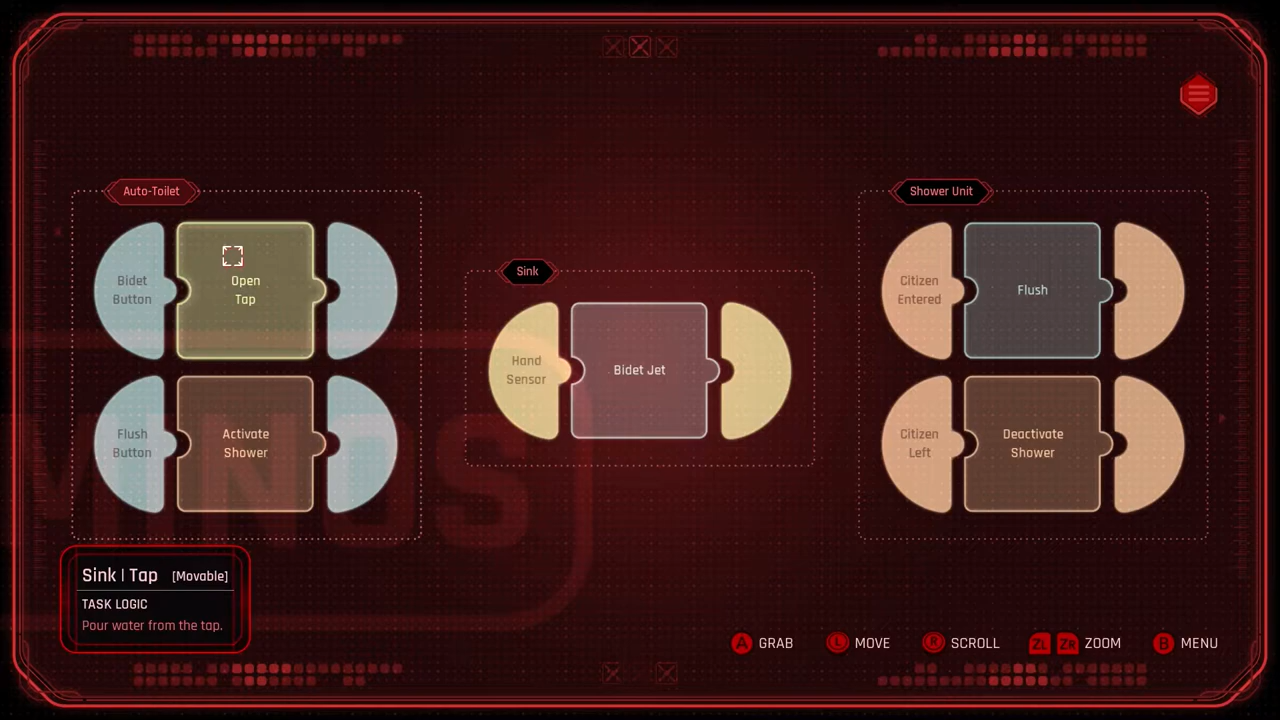 Auto-Toilet
Shower Unit
Bidet
Button
Open
Tap
Sink
Citizen
Entered
Flush
Hand
Sensor
Bidet Jet
Flush
Button
Activate
Shower
Citizen
Left
Deactivate
Shower
MINOS
Sink | Tap [Movable]
TASK LOGIC
Pour water from the tap.
A GRAB
L MOVE
R SCROLL
ZL ZR ZOOM
B MENU